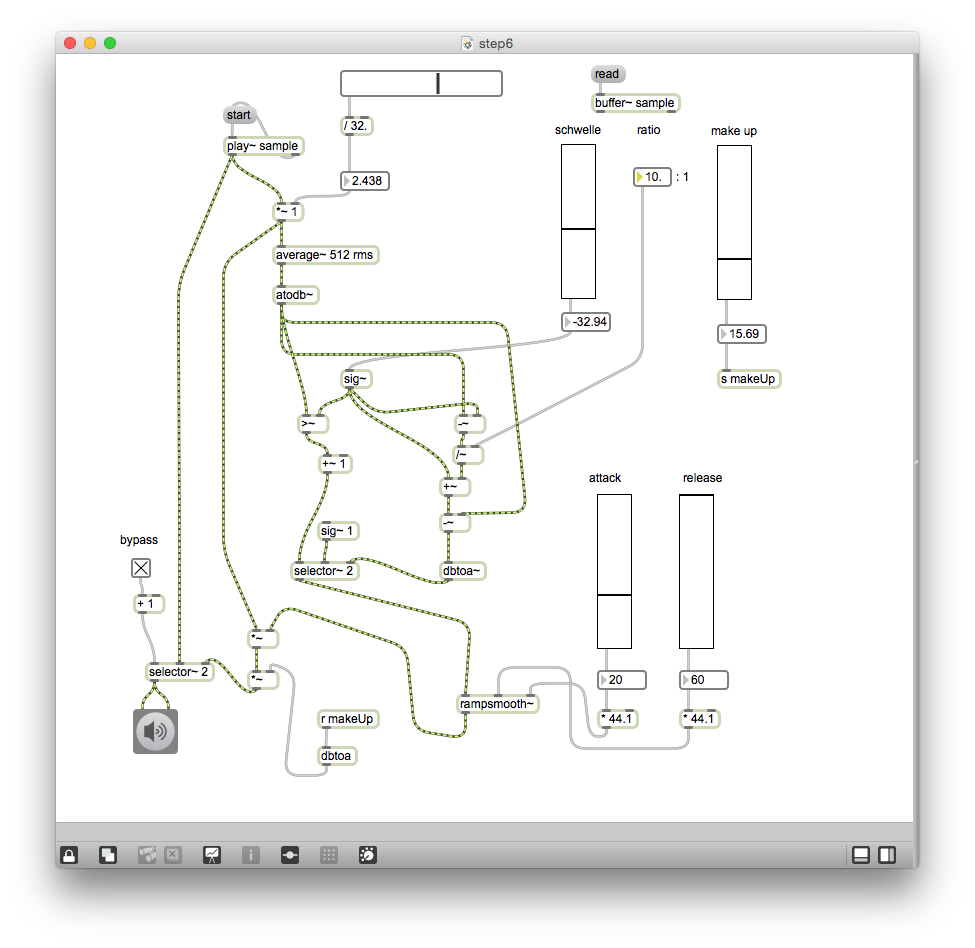 step6
read
buffer~ sample
start
/ 32.
play~ sample
2.438
schwelle
ratio
make up
10.
: 1
*~ 1
average~ 512 rms
atodb~
-32.94
15.69
s makeUp
sig~
>~
-~
/~
+~ 1
+~
-~
attack
release
sig~ 1
bypass
selector~ 2
dbtoa~
+ 1
*~
selector~ 2
*~
20
60
rampsmooth~
* 44.1
* 44.1
r makeUp
dbtoa